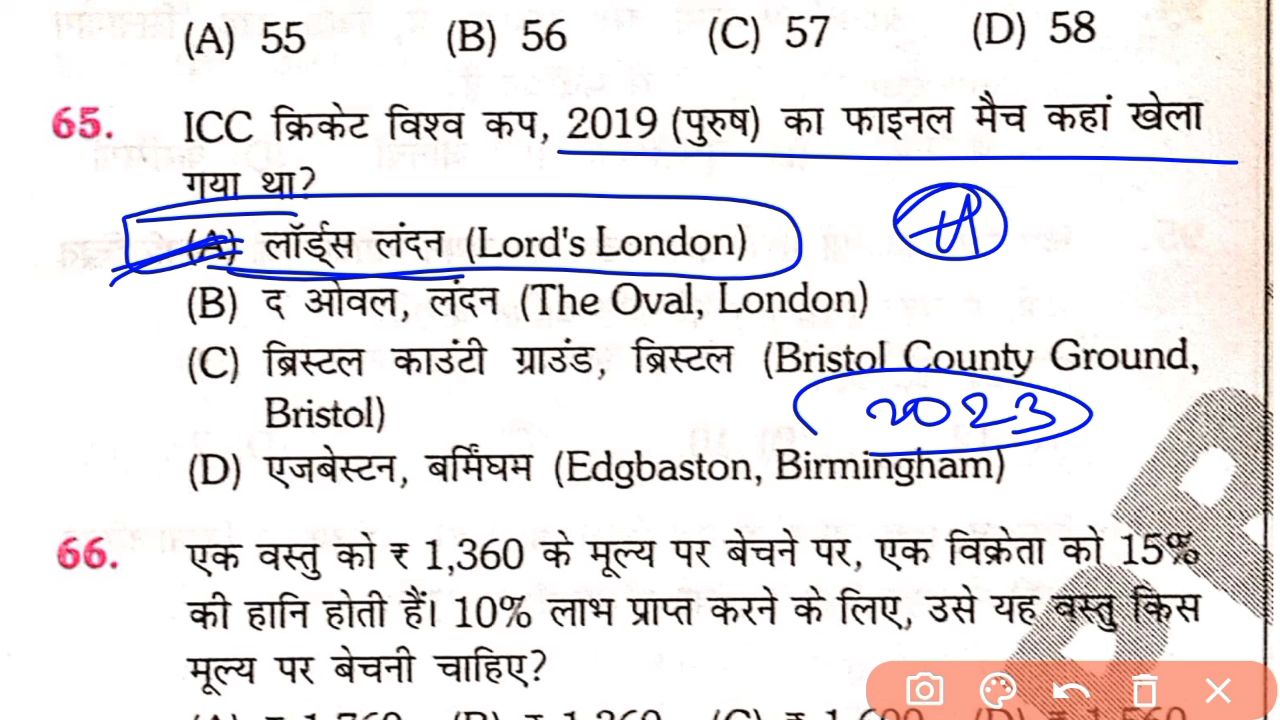 (A) 55 (B) 56 (C) 57 (D) 58
65. ICC क्रिकेट विश्व कप, 2019 (पुरुष) का फाइनल मैच कहां खेला
गया था?
(A) लॉर्ड्स लंदन (Lord's London)
A
(B) द ओवल, लंदन (The Oval, London)
(C) ब्रिस्टल काउंटी ग्राउंड, ब्रिस्टल (Bristol County Ground,
Bristol)
2023
(D) एजबेस्टन, बर्मिंघम (Edgbaston, Birmingham)
66. एक वस्तु को ₹ 1,360 के मूल्य पर बेचने पर, एक विक्रेता को 15%
की हानि होती हैं। 10% लाभ प्राप्त करने के लिए, उसे यह वस्तु किस
मूल्य पर बेचनी चाहिए?